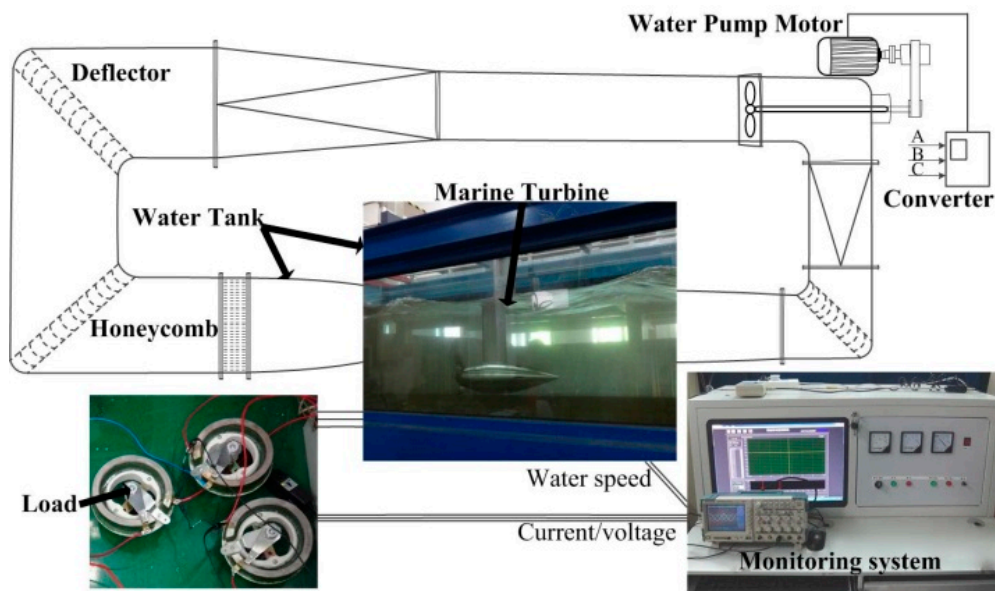 Water Pump Motor
Deflector
A
B
C
Converter
Marine Turbine
Water Tank
Honeycomb
Load
Water speed
Current/voltage
Monitoring system